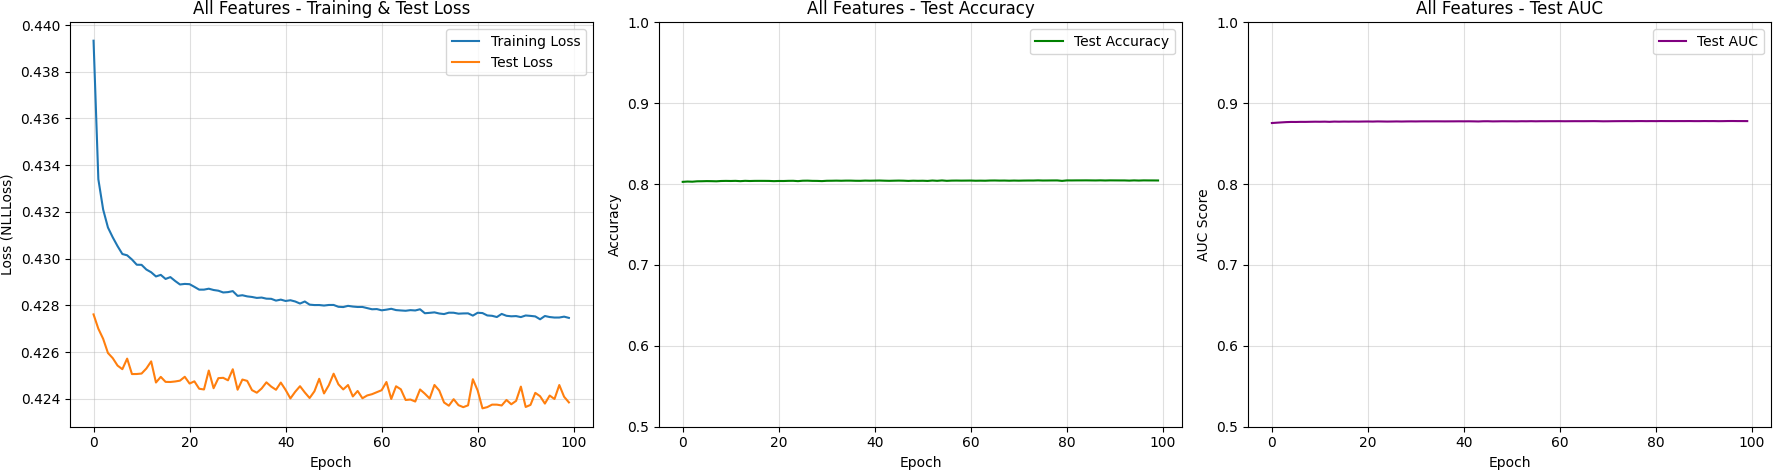 All Features - Training & Test Loss
0.440
0.438
0.436
0.434
0.432
0.430
0.428
0.426
0.424
Loss (NLLLoss)
Training Loss
Test Loss
0 20 40 60 80 100
Epoch
All Features - Test Accuracy
1.0
0.9
0.8
0.7
0.6
0.5
Accuracy
Test Accuracy
0 20 40 60 80 100
Epoch
All Features - Test AUC
1.0
0.9
0.8
0.7
0.6
0.5
AUC Score
Test AUC
0 20 40 60 80 100
Epoch